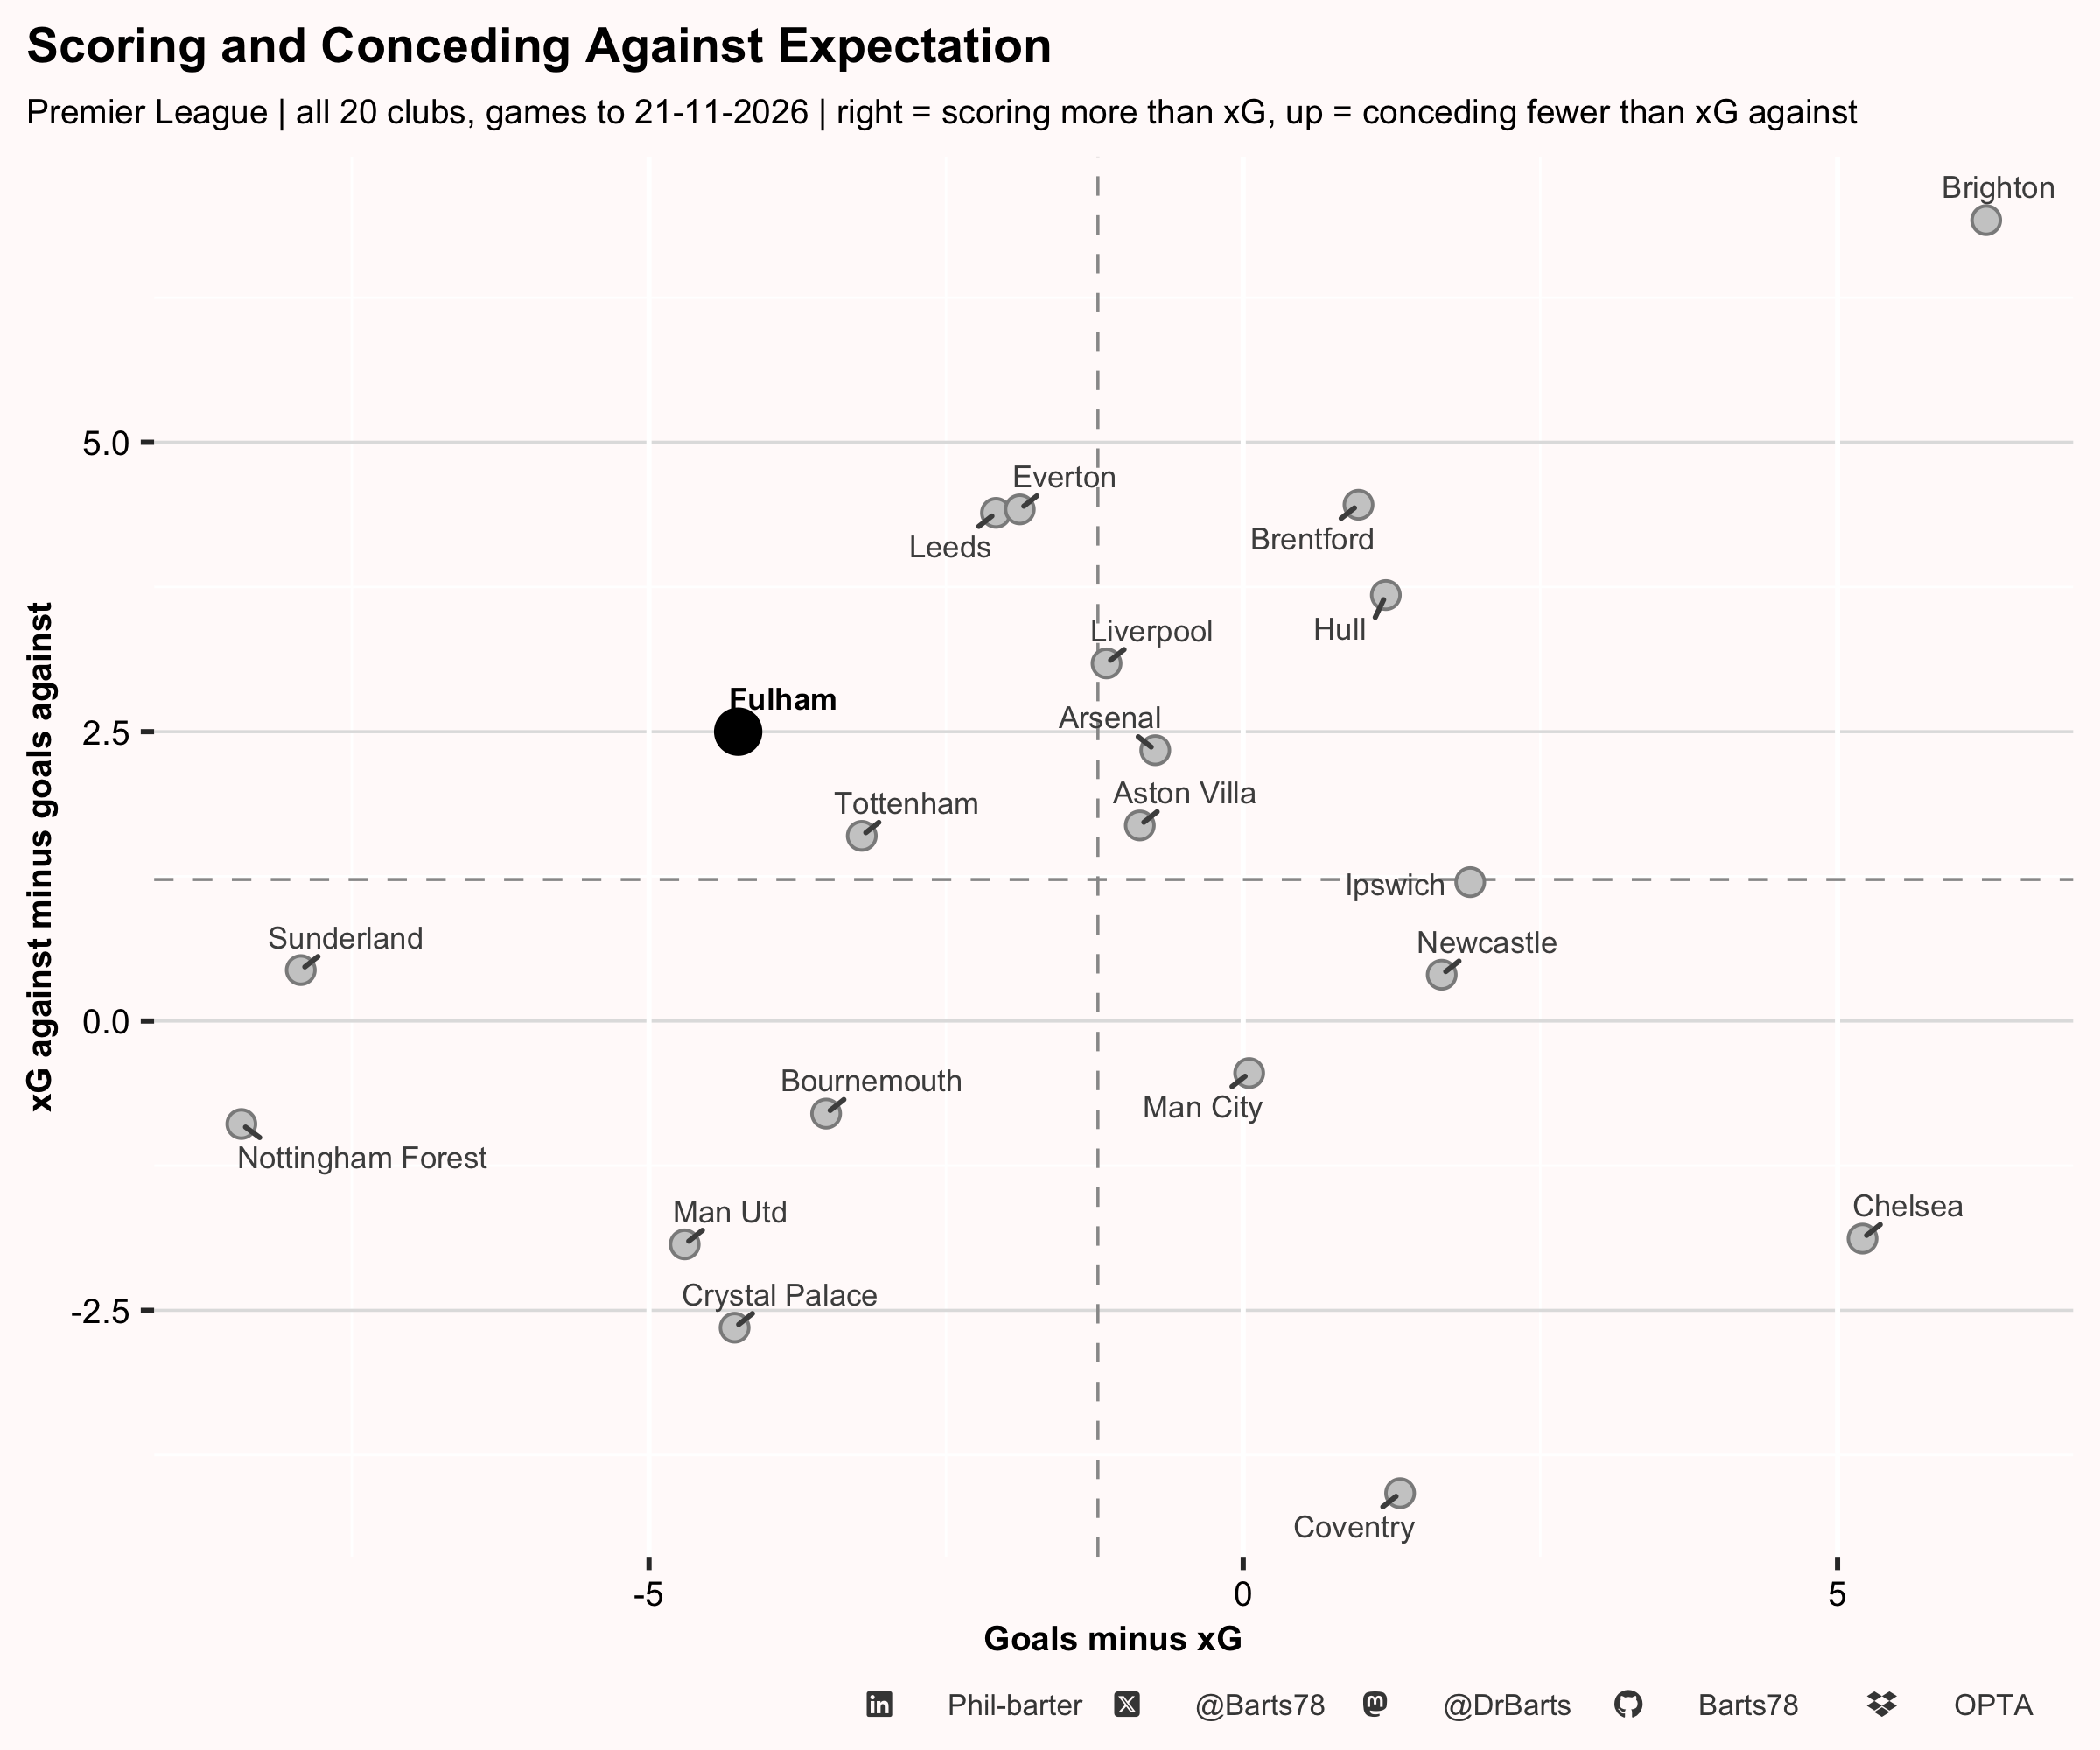 Scoring and Conceding Against Expectation
Premier League | all 20 clubs, games to 21-11-2026 | right = scoring more than xG, up = conceding fewer than xG against
Brighton
5.0
Everton
Leeds
Brentford
Hull
Liverpool
Fulham
Arsenal
2.5
Aston Villa
Tottenham
Ipswich
Sunderland
Newcastle
0.0
Bournemouth
Man City
Nottingham Forest
Man Utd
Chelsea
Crystal Palace
-2.5
Coventry
xG against minus goals against
-5 0 5
Goals minus xG
Phil-barter @Barts78 @DrBarts Barts78 OPTA